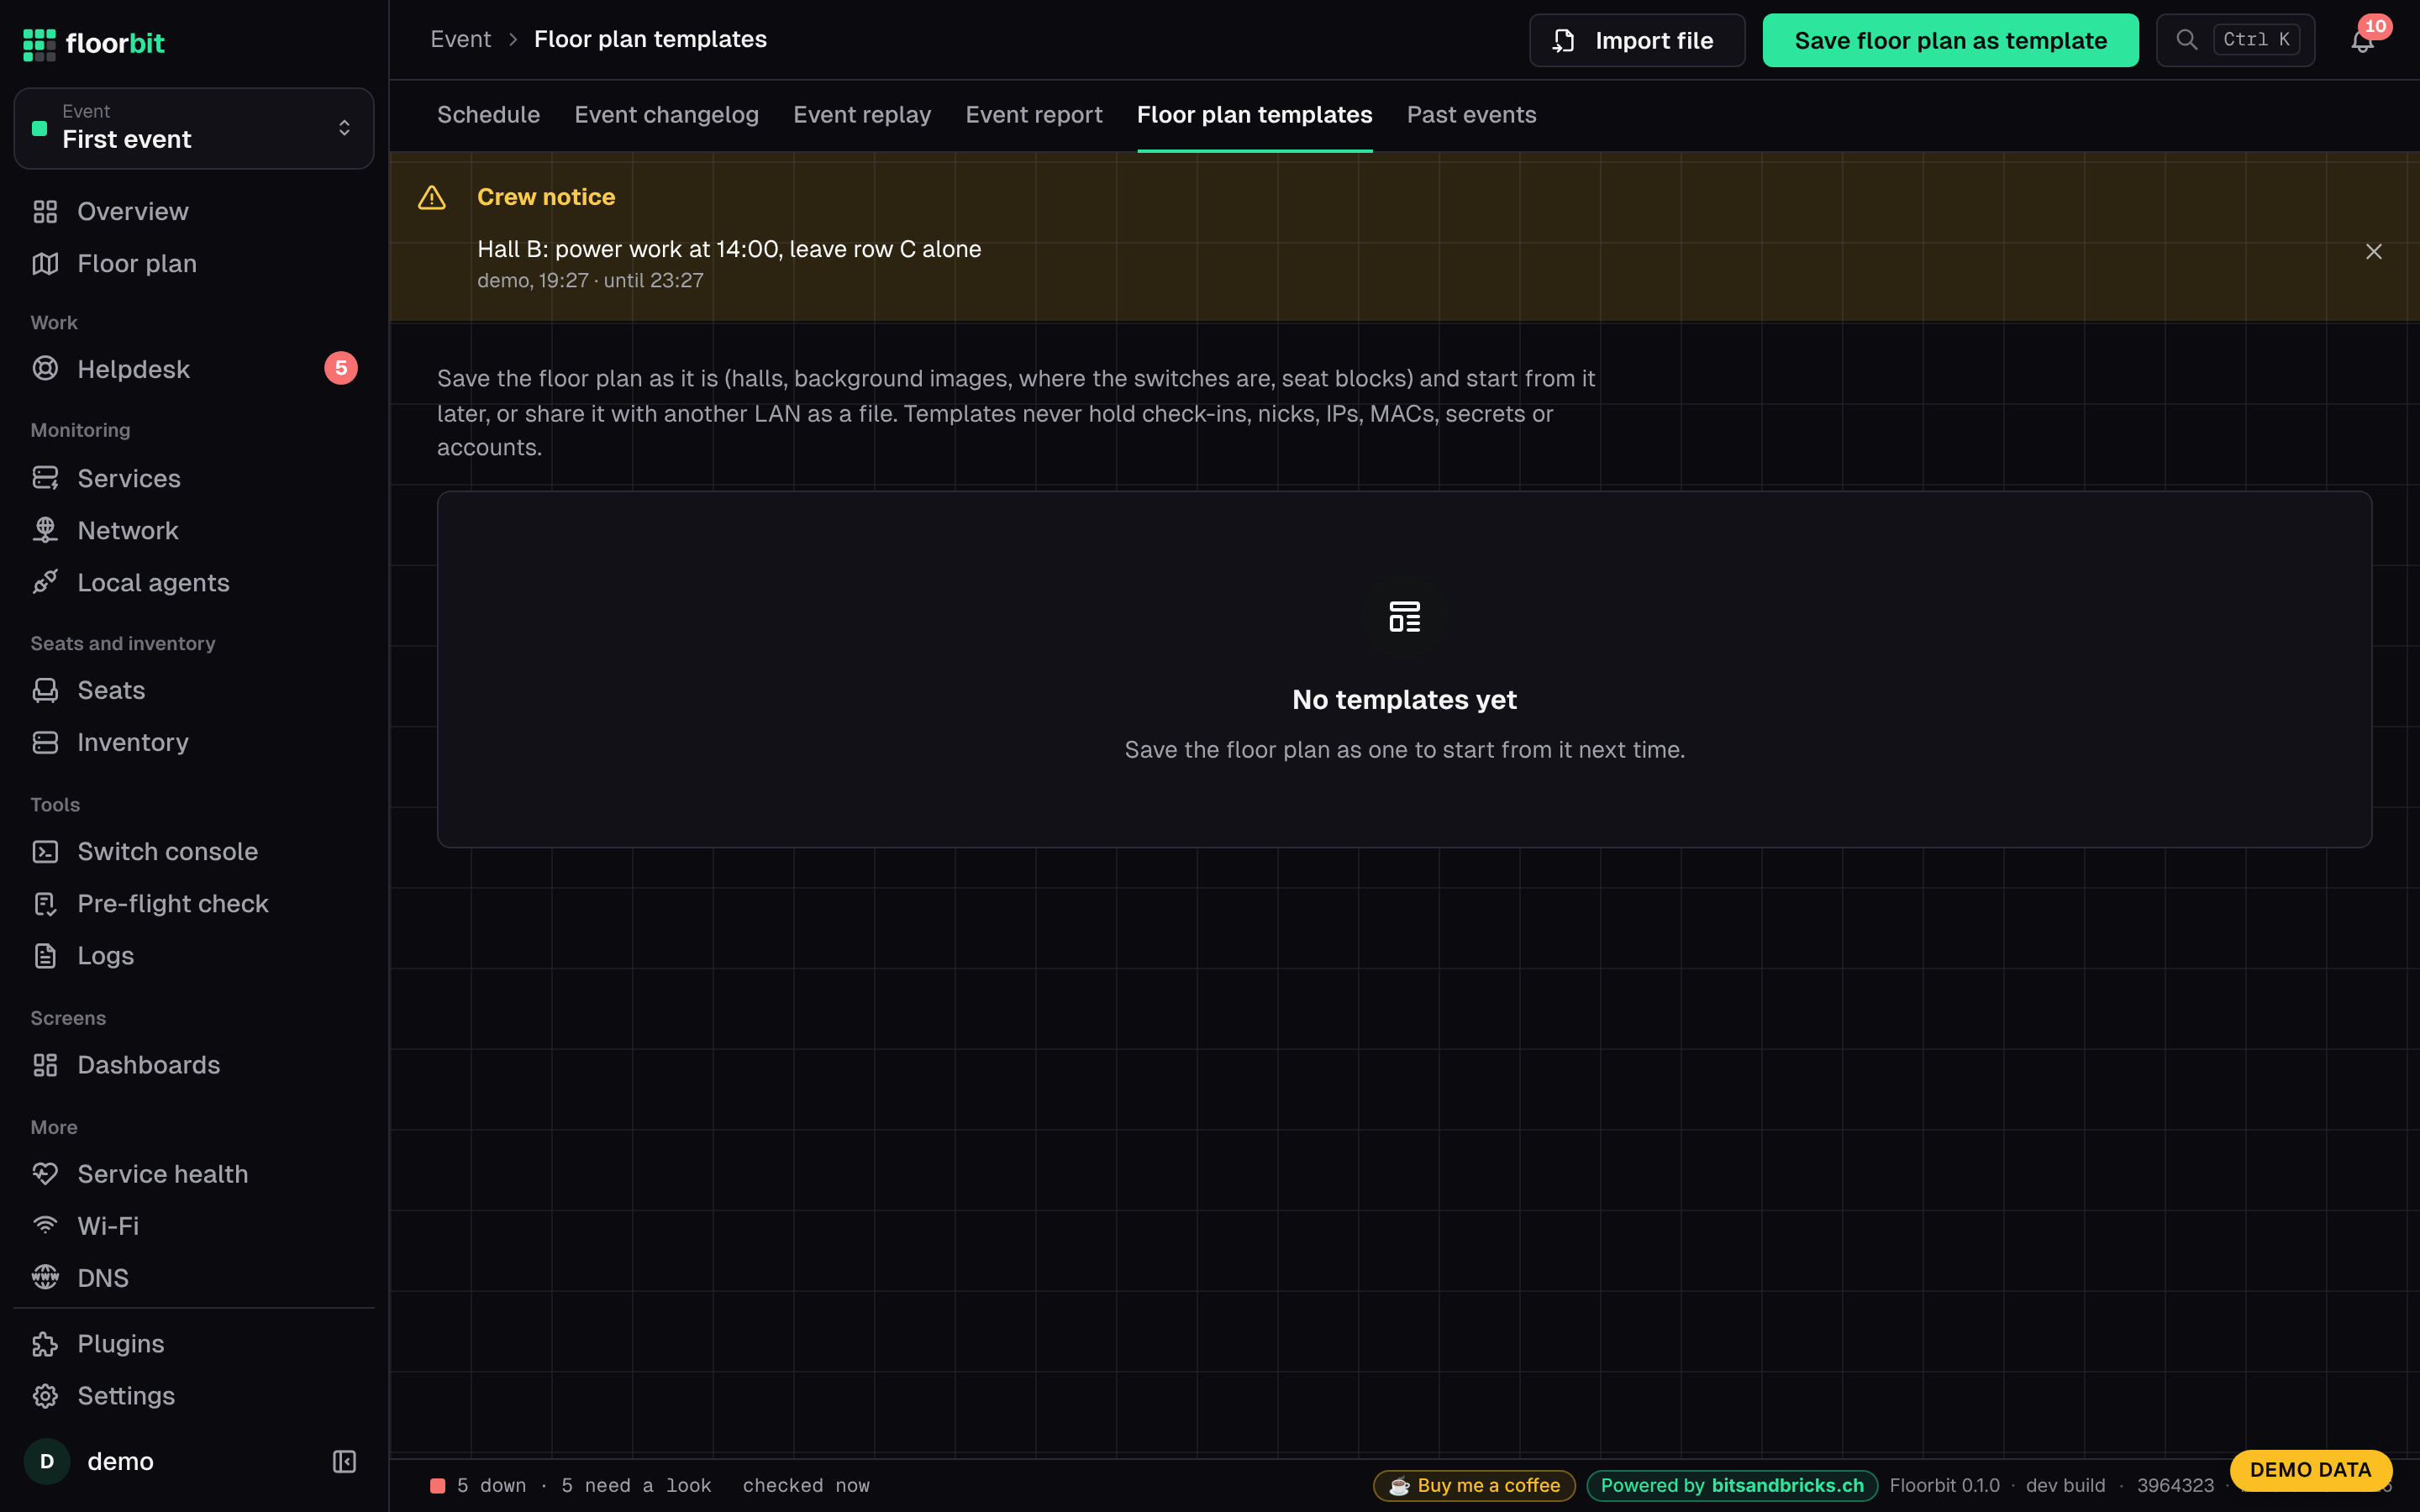 floorbit
Event
First event
Overview
Floor plan
Work
Helpdesk 5
Monitoring
Services
Network
Local agents
Seats and inventory
Seats
Inventory
Tools
Switch console
Pre-flight check
Logs
Screens
Dashboards
More
Service health
Wi-Fi
DNS
Plugins
Settings
D demo
Event > Floor plan templates
Import file
Save floor plan as template
Ctrl K
10
Schedule Event changelog Event replay Event report Floor plan templates Past events
Crew notice
Hall B: power work at 14:00, leave row C alone
demo, 19:27 · until 23:27
Save the floor plan as it is (halls, background images, where the switches are, seat blocks) and start from it
later, or share it with another LAN as a file. Templates never hold check-ins, nicks, IPs, MACs, secrets or
accounts.
No templates yet
Save the floor plan as one to start from it next time.
5 down · 5 need a look checked now
Buy me a coffee
Powered by bitsandbricks.ch
Floorbit 0.1.0 · dev build · 3964323 ·
DEMO DATA